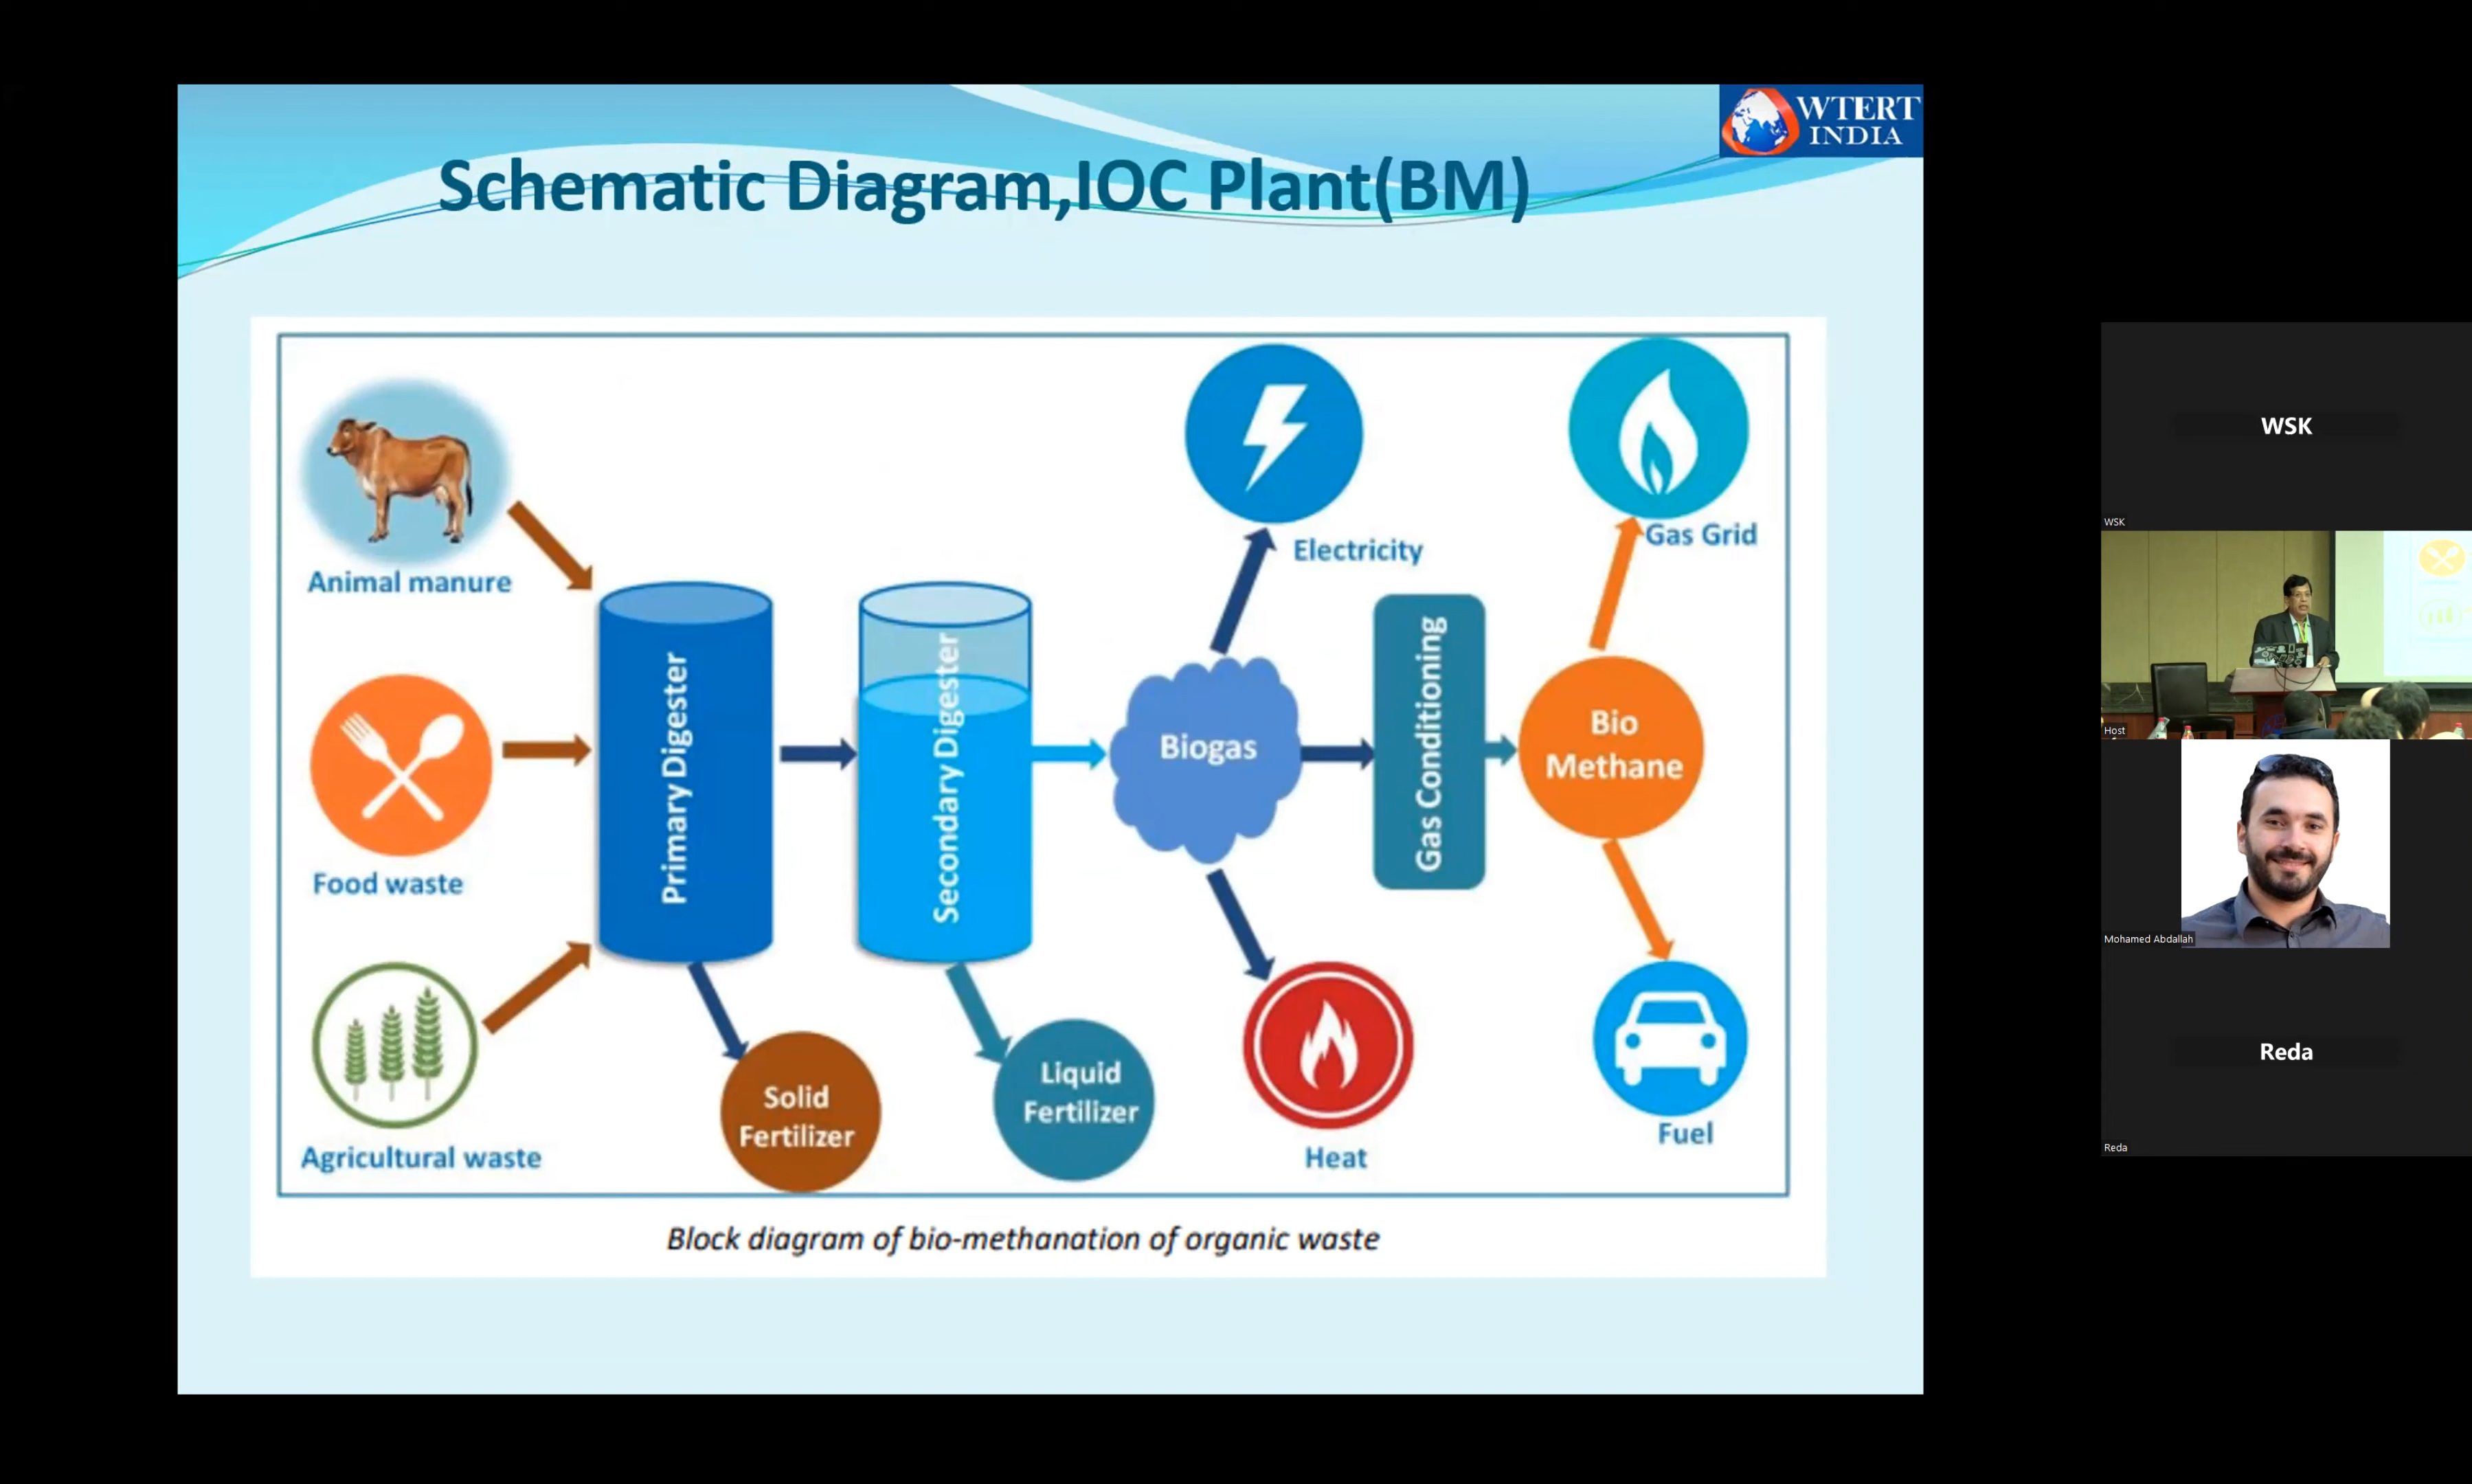 WTERT
INDIA
Schematic Diagram,IOC Plant(BM)
Animal manure
Food waste
Agricultural waste
Primary Digester
Secondary Digester
Solid
Fertilizer
Liquid
Fertilizer
Biogas
Electricity
Heat
Gas Conditioning
Bio
Methane
Gas Grid
Fuel
Block diagram of bio-methanation of organic waste
WSK
WSK
Host
Mohamed Abdallah
Reda
Reda